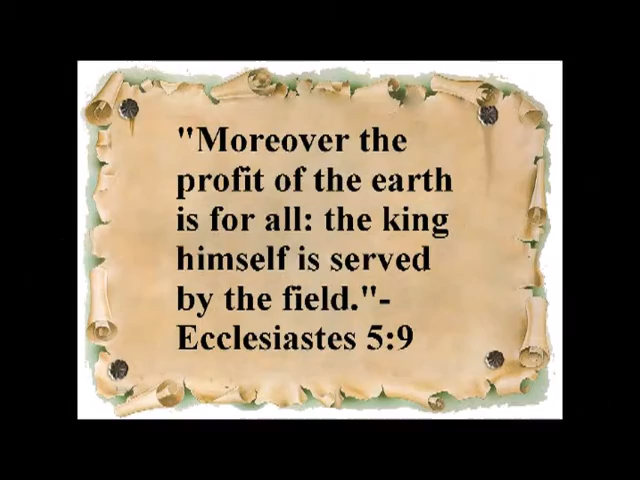 "Moreover the
profit of the earth
is for all: the king
himself is served
by the field."-
Ecclesiastes 5:9